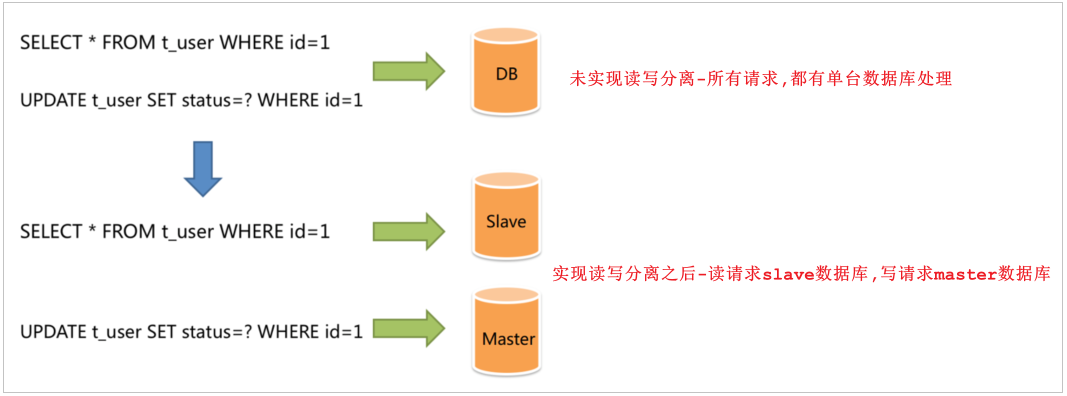 SELECT * FROM t_user WHERE id=1
DB
未实现读写分离-所有请求,都有单台数据库处理
UPDATE t_user SET status=? WHERE id=1
SELECT * FROM t_user WHERE id=1
Slave
实现读写分离之后-读请求slave数据库,写请求master数据库
UPDATE t_user SET status=? WHERE id=1
Master